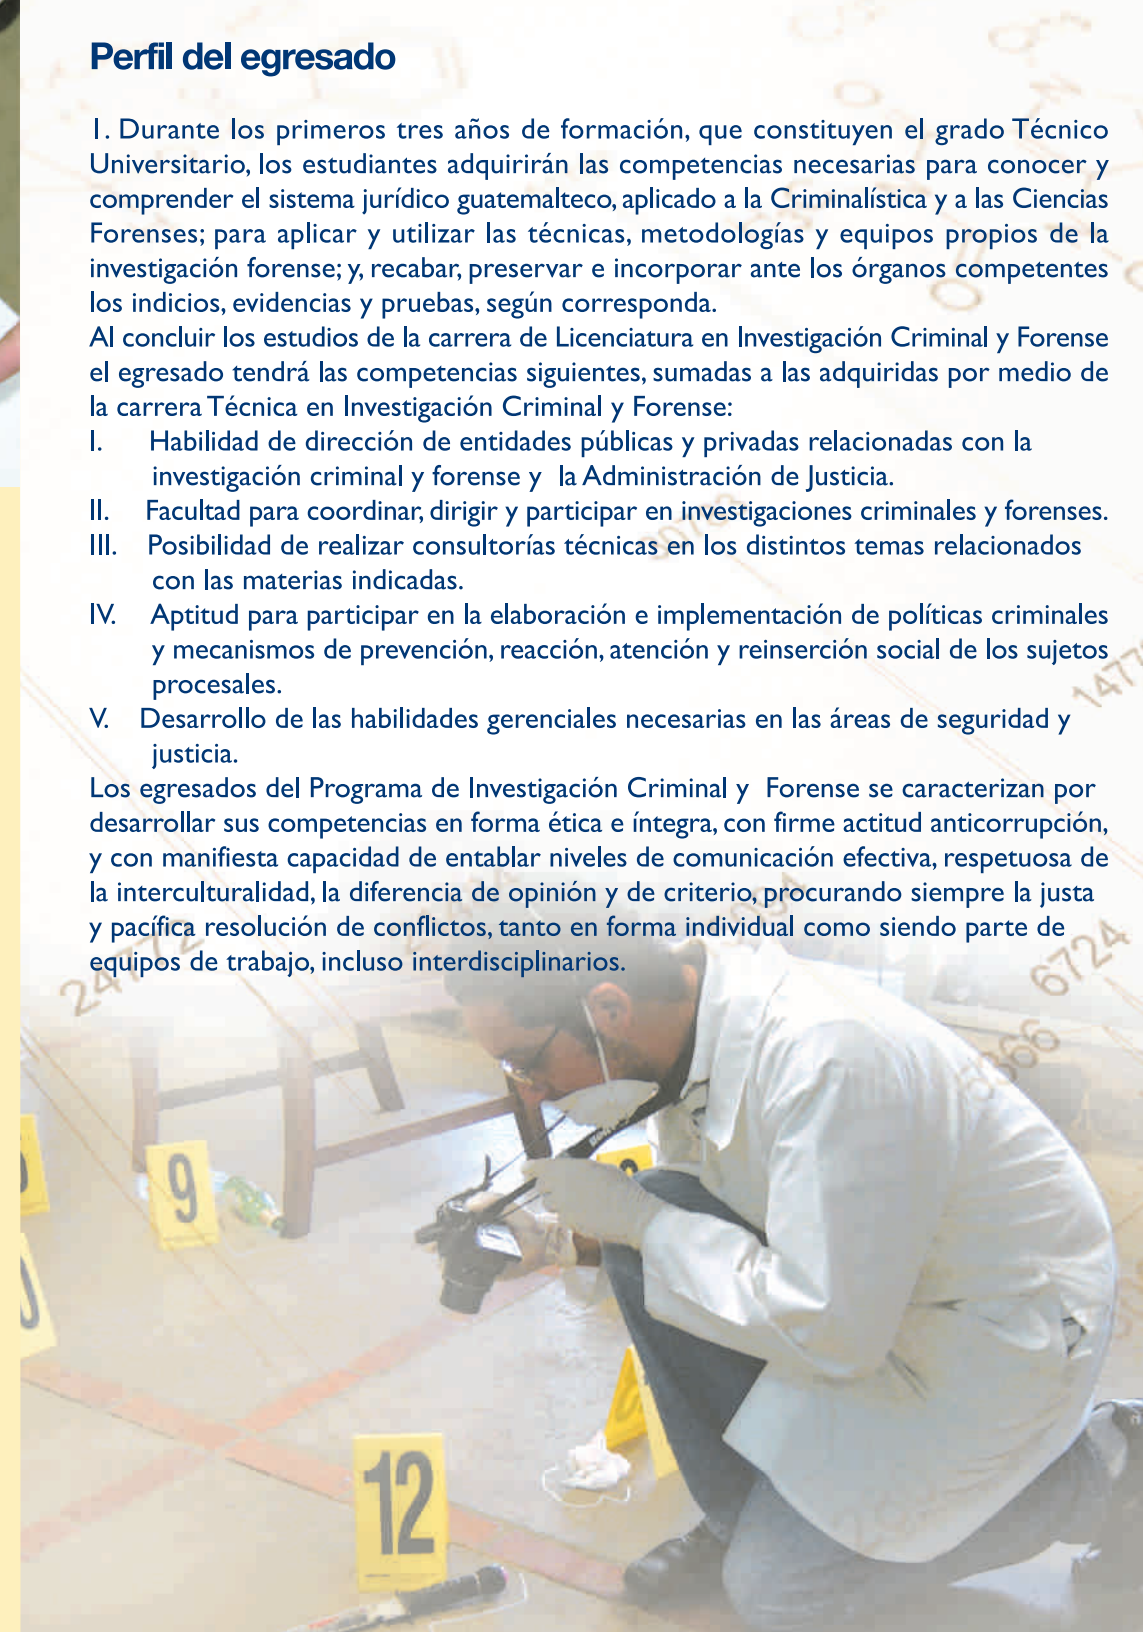 Perfil del egresado
1. Durante los primeros tres años de formación, que constituyen el grado Técnico
Universitario, los estudiantes adquirirán las competencias necesarias para conocer y
comprender el sistema jurídico guatemalteco, aplicado a la Criminalística y a las Ciencias
Forenses; para aplicar y utilizar las técnicas, metodologías y equipos propios de la
investigación forense; y, recabar, preservar e incorporar ante los órganos competentes
los indicios, evidencias y pruebas, según corresponda.
Al concluir los estudios de la carrera de Licenciatura en Investigación Criminal y Forense
el egresado tendrá las competencias siguientes, sumadas a las adquiridas por medio de
la carrera Técnica en Investigación Criminal y Forense:
I. Habilidad de dirección de entidades públicas y privadas relacionadas con la
investigación criminal y forense y la Administración de Justicia.
II. Facultad para coordinar, dirigir y participar en investigaciones criminales y forenses.
III. Posibilidad de realizar consultorías técnicas en los distintos temas relacionados
con las materias indicadas.
IV. Aptitud para participar en la elaboración e implementación de políticas criminales
y mecanismos de prevención, reacción, atención y reinserción social de los sujetos
procesales.
V. Desarrollo de las habilidades gerenciales necesarias en las áreas de seguridad y
justicia.
Los egresados del Programa de Investigación Criminal y Forense se caracterizan por
desarrollar sus competencias en forma ética e íntegra, con firme actitud anticorrupción,
y con manifiesta capacidad de entablar niveles de comunicación efectiva, respetuosa de
la interculturalidad, la diferencia de opinión y de criterio, procurando siempre la justa
y pacífica resolución de conflictos, tanto en forma individual como siendo parte de
equipos de trabajo, incluso interdisciplinarios.
24772
6724
9
12